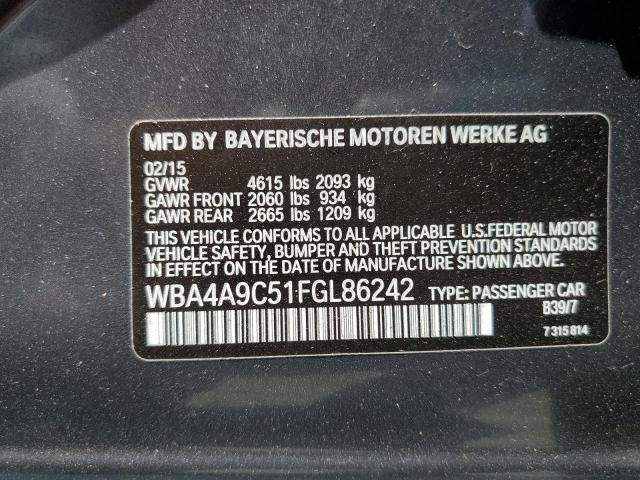 MFD BY BAYERISCHE MOTOREN WERKE AG
02/15
GVWR 4615 lbs 2093 kg
GAWR FRONT 2060 lbs 934 kg
GAWR REAR 2665 lbs 1209 kg
THIS VEHICLE CONFORMS TO ALL APPLICABLE U.S.FEDERAL MOTOR
VEHICLE SAFETY, BUMPER AND THEFT PREVENTION STANDARDS
IN EFFECT ON THE DATE OF MANUFACTURE SHOWN ABOVE.
WBA4A9C51FGL86242 TYPE: PASSENGER CAR
B39/7
7315814